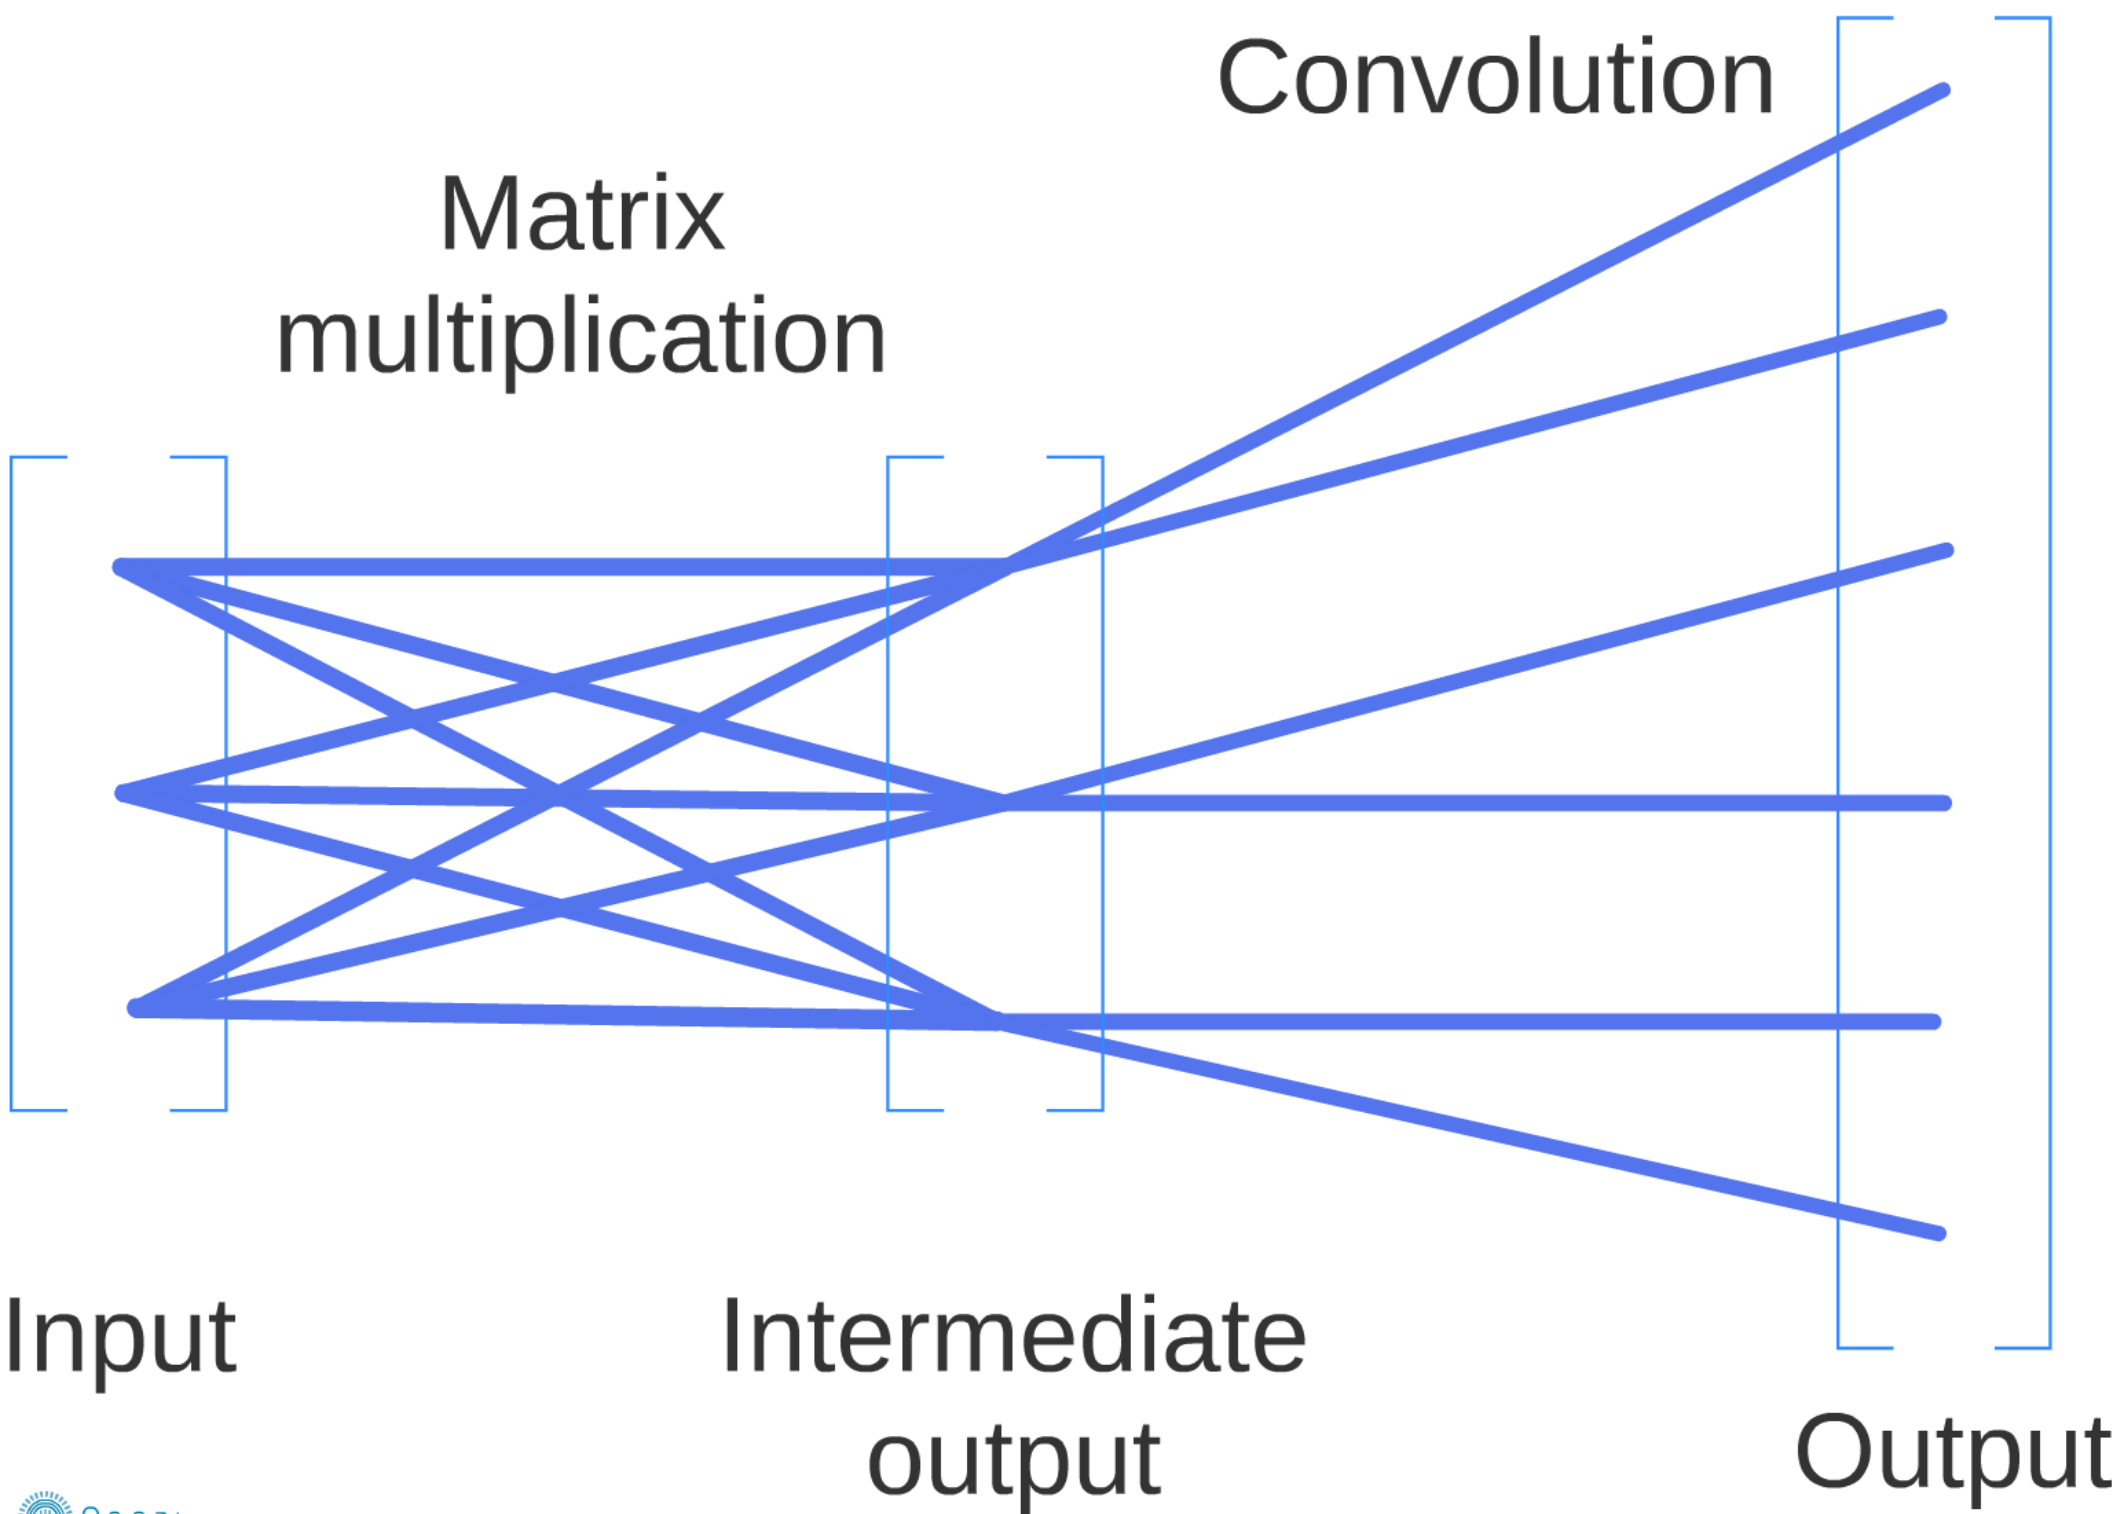 Convolution
Matrix
multiplication
Input
Intermediate
output
Output